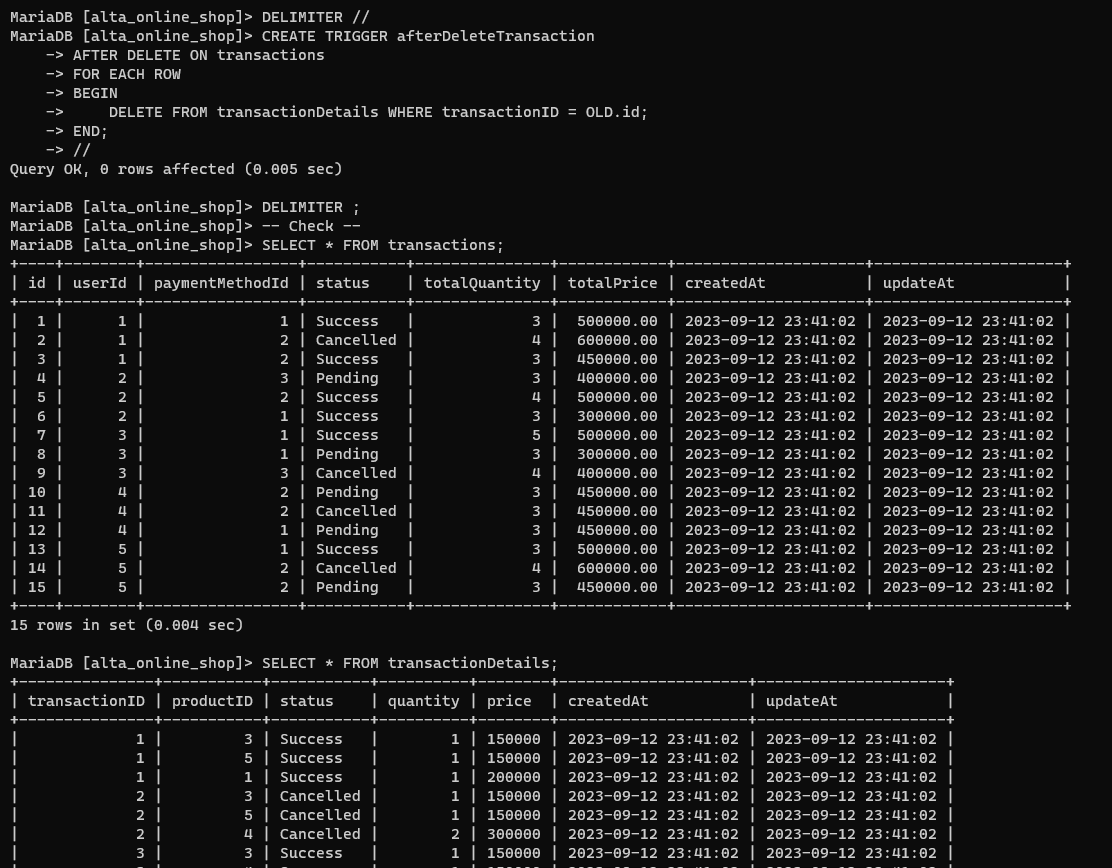 MariaDB [alta_online_shop]> DELIMITER //
MariaDB [alta_online_shop]> CREATE TRIGGER afterDeleteTransaction
    -> AFTER DELETE ON transactions
    -> FOR EACH ROW
    -> BEGIN
    ->     DELETE FROM transactionDetails WHERE transactionID = OLD.id;
    -> END;
    -> //
Query OK, 0 rows affected (0.005 sec)

MariaDB [alta_online_shop]> DELIMITER ;
MariaDB [alta_online_shop]> -- Check --
MariaDB [alta_online_shop]> SELECT * FROM transactions;
+----+--------+-----------------+-----------+---------------+------------+---------------------+---------------------+
| id | userId | paymentMethodId | status    | totalQuantity | totalPrice | createdAt           | updateAt            |
+----+--------+-----------------+-----------+---------------+------------+---------------------+---------------------+
|  1 |      1 |               1 | Success   |             3 |  500000.00 | 2023-09-12 23:41:02 | 2023-09-12 23:41:02 |
|  2 |      1 |               2 | Cancelled |             4 |  600000.00 | 2023-09-12 23:41:02 | 2023-09-12 23:41:02 |
|  3 |      1 |               2 | Success   |             3 |  450000.00 | 2023-09-12 23:41:02 | 2023-09-12 23:41:02 |
|  4 |      2 |               3 | Pending   |             3 |  400000.00 | 2023-09-12 23:41:02 | 2023-09-12 23:41:02 |
|  5 |      2 |               2 | Success   |             4 |  500000.00 | 2023-09-12 23:41:02 | 2023-09-12 23:41:02 |
|  6 |      2 |               1 | Success   |             3 |  300000.00 | 2023-09-12 23:41:02 | 2023-09-12 23:41:02 |
|  7 |      3 |               1 | Success   |             5 |  500000.00 | 2023-09-12 23:41:02 | 2023-09-12 23:41:02 |
|  8 |      3 |               1 | Pending   |             3 |  300000.00 | 2023-09-12 23:41:02 | 2023-09-12 23:41:02 |
|  9 |      3 |               3 | Cancelled |             4 |  400000.00 | 2023-09-12 23:41:02 | 2023-09-12 23:41:02 |
| 10 |      4 |               2 | Pending   |             3 |  450000.00 | 2023-09-12 23:41:02 | 2023-09-12 23:41:02 |
| 11 |      4 |               2 | Cancelled |             3 |  450000.00 | 2023-09-12 23:41:02 | 2023-09-12 23:41:02 |
| 12 |      4 |               1 | Pending   |             3 |  450000.00 | 2023-09-12 23:41:02 | 2023-09-12 23:41:02 |
| 13 |      5 |               1 | Success   |             3 |  500000.00 | 2023-09-12 23:41:02 | 2023-09-12 23:41:02 |
| 14 |      5 |               2 | Cancelled |             4 |  600000.00 | 2023-09-12 23:41:02 | 2023-09-12 23:41:02 |
| 15 |      5 |               2 | Pending   |             3 |  450000.00 | 2023-09-12 23:41:02 | 2023-09-12 23:41:02 |
+----+--------+-----------------+-----------+---------------+------------+---------------------+---------------------+
15 rows in set (0.004 sec)

MariaDB [alta_online_shop]> SELECT * FROM transactionDetails;
+---------------+-----------+-----------+----------+--------+---------------------+---------------------+
| transactionID | productID | status    | quantity | price  | createdAt           | updateAt            |
+---------------+-----------+-----------+----------+--------+---------------------+---------------------+
|             1 |         3 | Success   |        1 | 150000 | 2023-09-12 23:41:02 | 2023-09-12 23:41:02 |
|             1 |         5 | Success   |        1 | 150000 | 2023-09-12 23:41:02 | 2023-09-12 23:41:02 |
|             1 |         1 | Success   |        1 | 200000 | 2023-09-12 23:41:02 | 2023-09-12 23:41:02 |
|             2 |         3 | Cancelled |        1 | 150000 | 2023-09-12 23:41:02 | 2023-09-12 23:41:02 |
|             2 |         5 | Cancelled |        1 | 150000 | 2023-09-12 23:41:02 | 2023-09-12 23:41:02 |
|             2 |         4 | Cancelled |        2 | 300000 | 2023-09-12 23:41:02 | 2023-09-12 23:41:02 |
|             3 |         3 | Success   |        1 | 150000 | 2023-09-12 23:41:02 | 2023-09-12 23:41:02 |